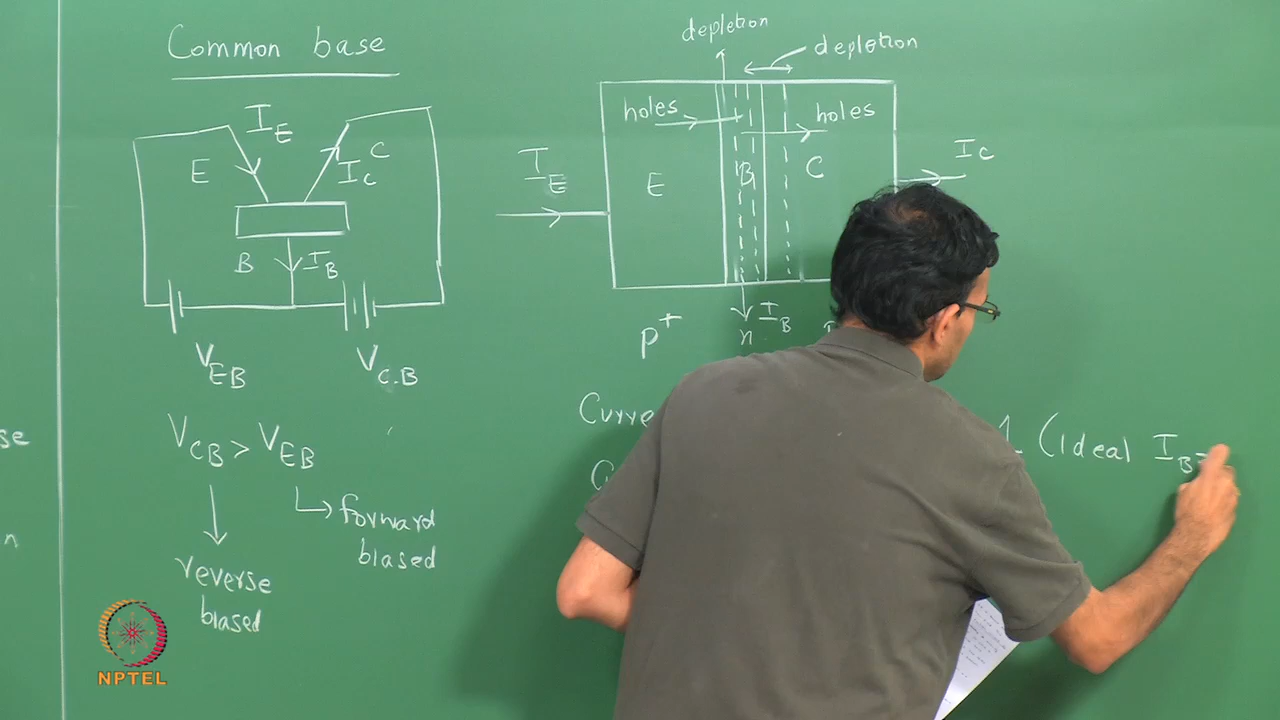 Common base
I_E
E
C
I_C
B
I_B
V_EB
V_C.B
V_CB > V_EB
forward
biased
reverse
biased
depletion
depletion
holes
holes
I_E
E
B
C
I_C
I_B
P+
n
1 (Ideal I_B
n
NPTEL